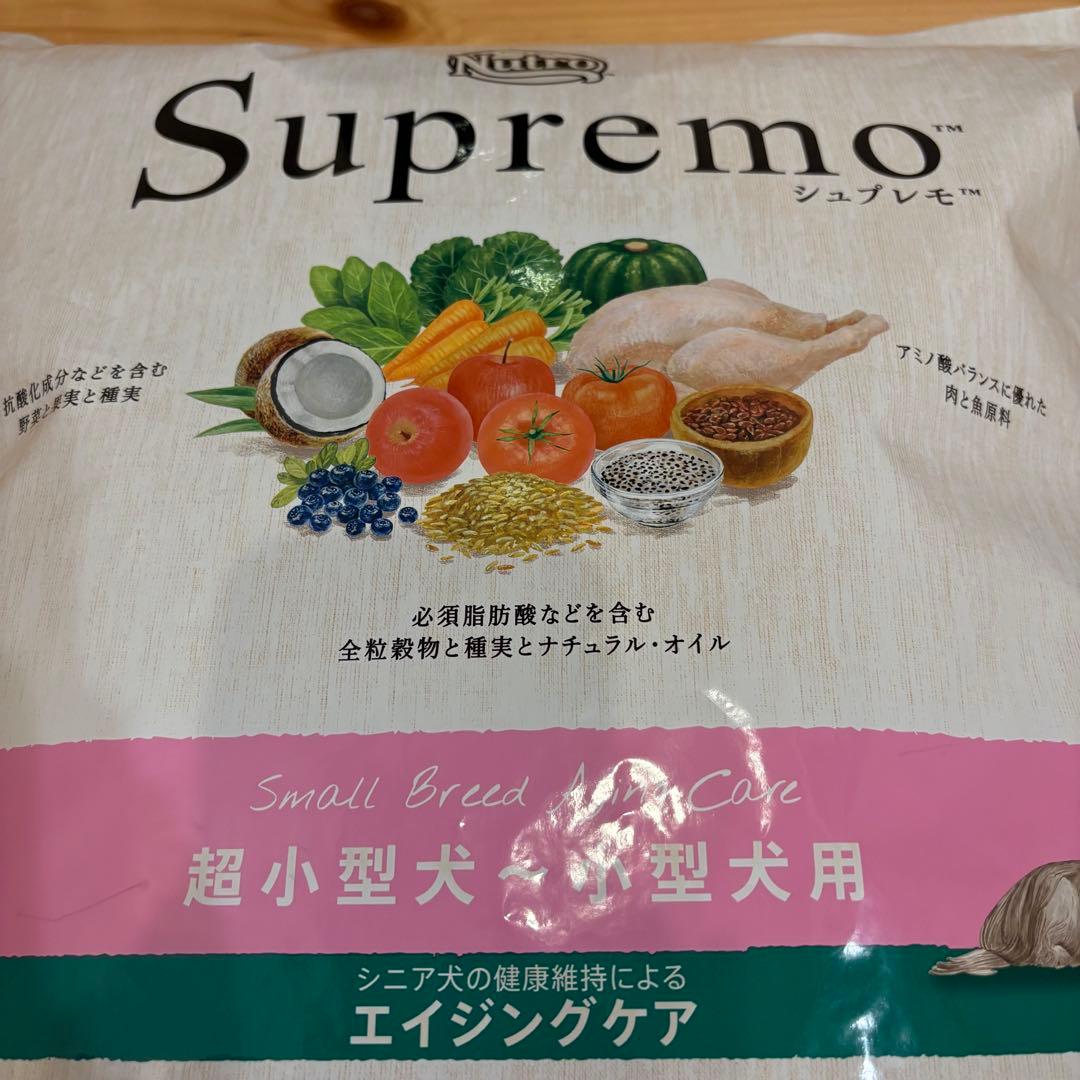 Nutro
Supremo™
シュプレモ™
抗酸化成分などを含む
野菜と果実と種実
アミノ酸バランスに優れた
肉と魚原料
必須脂肪酸などを含む
全粒穀物と種実とナチュラル・オイル
Small Breed Aging Care
超小型犬～小型犬用
シニア犬の健康維持による
エイジングケア